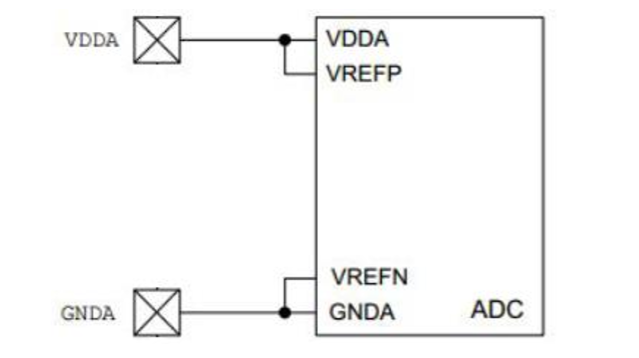 VDDA
VDDA
VREFP
VREFN
GNDA
GNDA
ADC